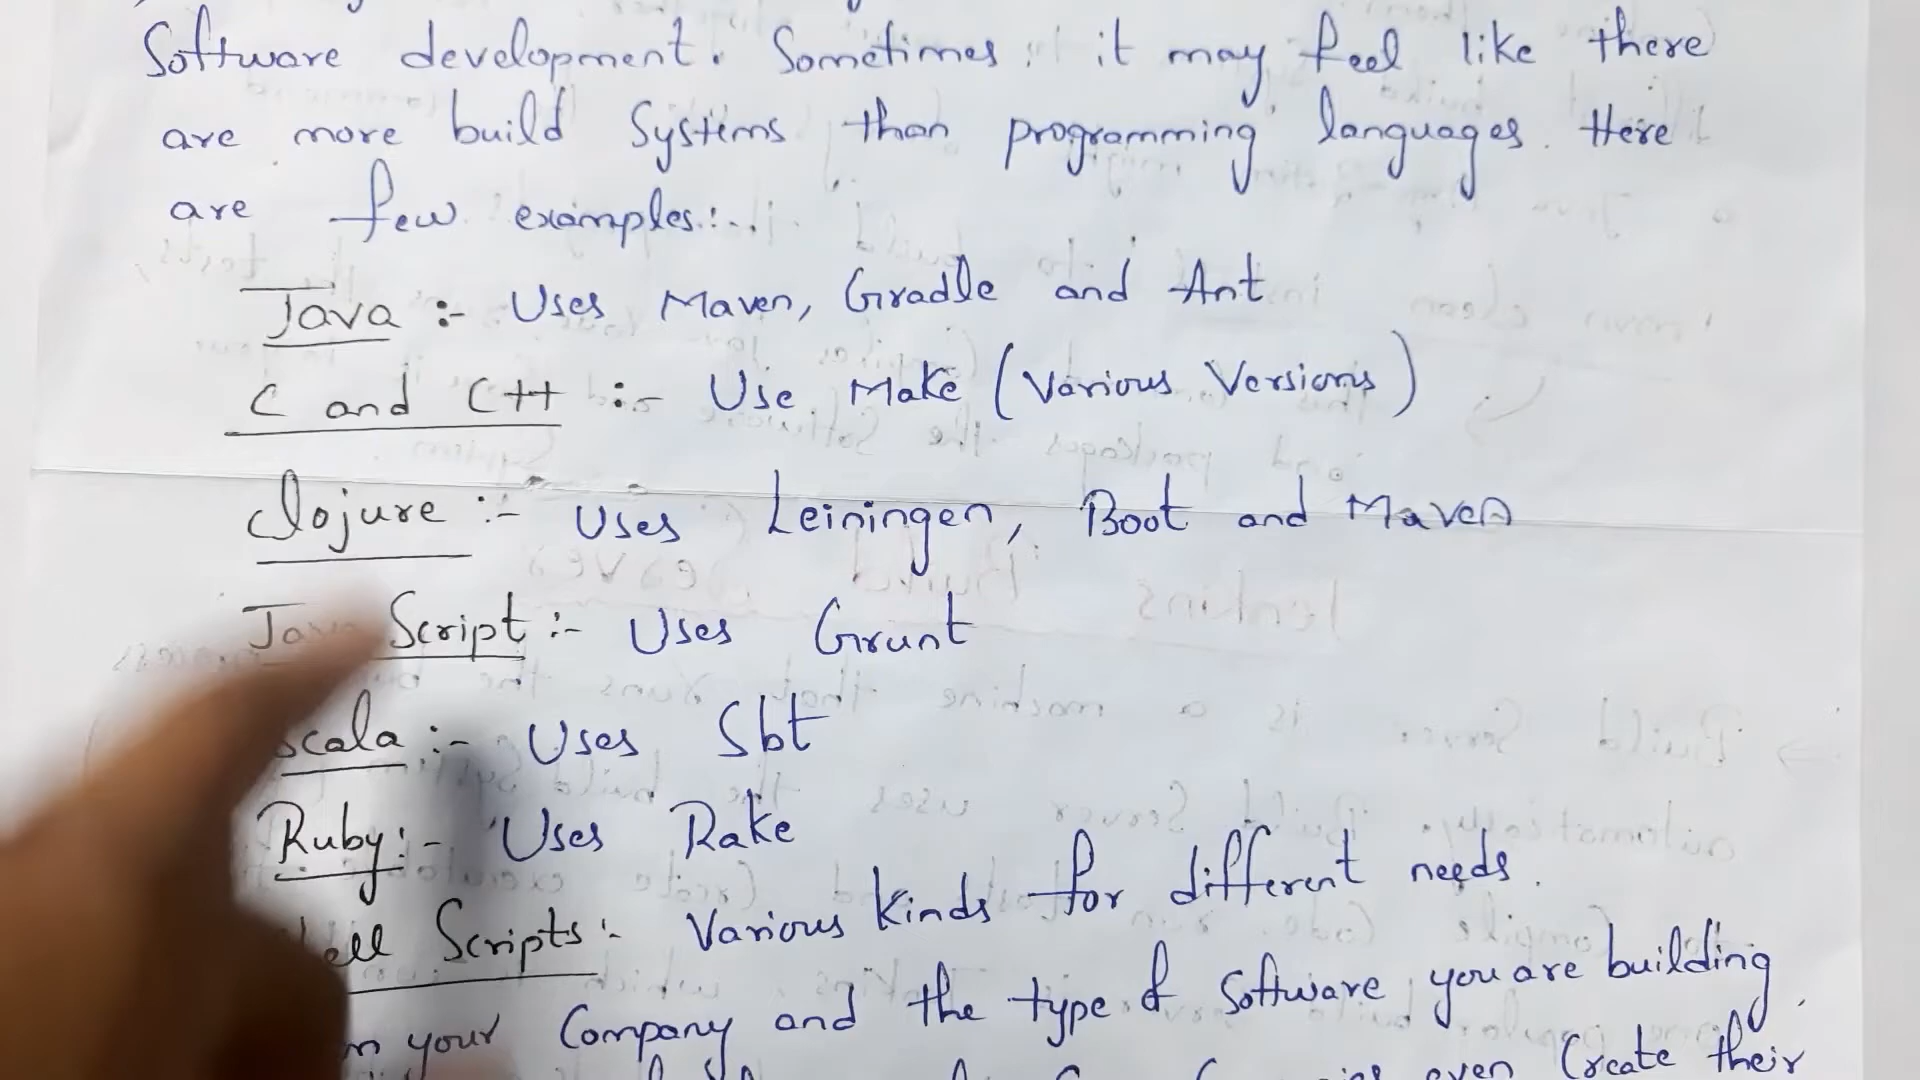 Software development. Sometimes, it may feel like there
are more build Systems than programming languages. Here
are few examples:-
Java :- Uses Maven, Gradle and Ant
C and C++ :- Use Make (Various Versions)
Clojure :- Uses Leiningen, Boot and Maven
Java Script :- Uses Grunt
Scala :- Uses Sbt
Ruby :- Uses Rake
Scripts :- Various kinds for different needs.
your Company and the type of Software you are building
even Create their